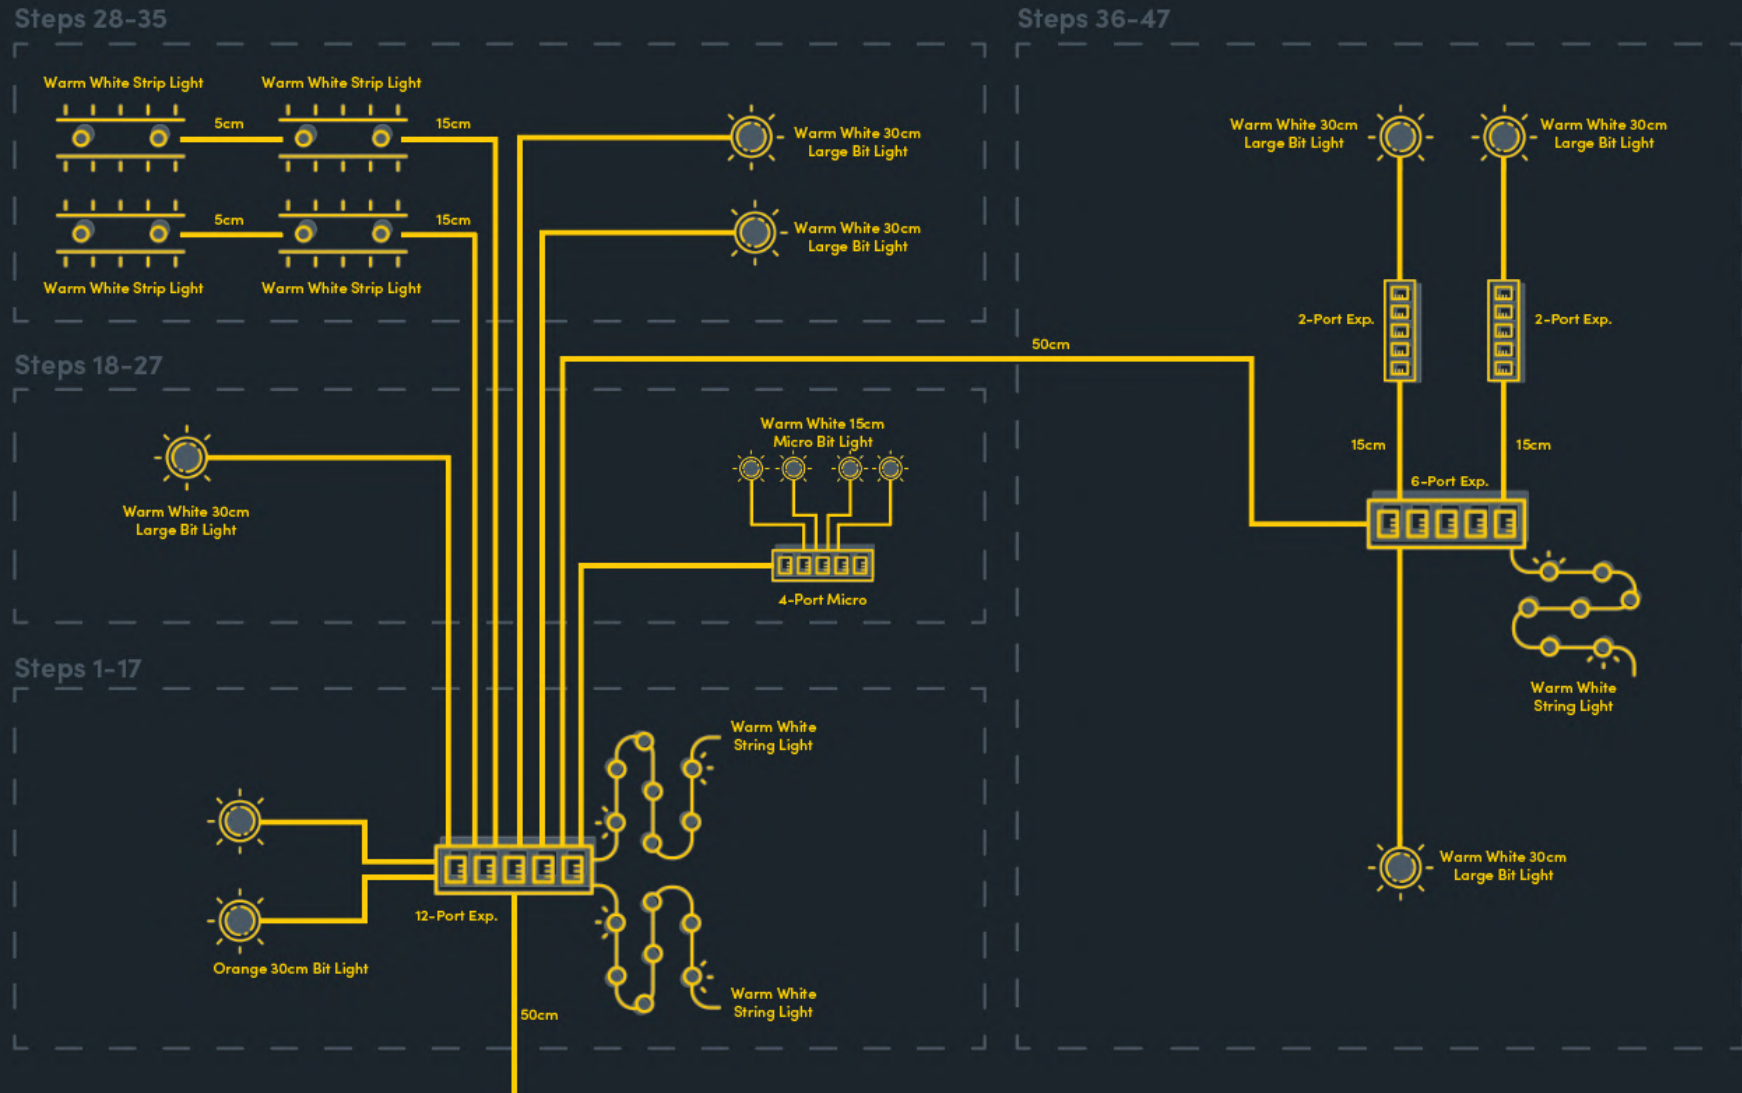 Steps 28-35
Warm White Strip Light
Warm White Strip Light
5cm
15cm
5cm
15cm
Warm White Strip Light
Warm White Strip Light
Warm White 30cm
Large Bit Light
Warm White 30cm
Large Bit Light
Steps 18-27
Warm White 30cm
Large Bit Light
Warm White 15cm
Micro Bit Light
4-Port Micro
Steps 1-17
Warm White
String Light
12-Port Exp.
Orange 30cm Bit Light
Warm White
String Light
50cm
Steps 36-47
Warm White 30cm
Large Bit Light
Warm White 30cm
Large Bit Light
2-Port Exp.
2-Port Exp.
50cm
15cm
15cm
6-Port Exp.
Warm White
String Light
Warm White 30cm
Large Bit Light